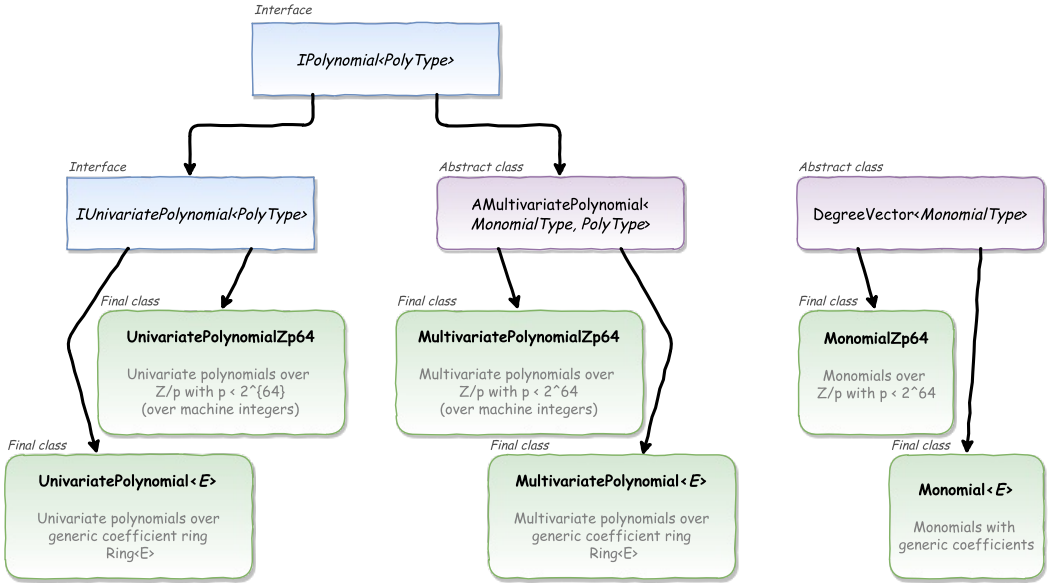 Interface
IPolynomial<PolyType>
Interface
IUnivariatePolynomial<PolyType>
Abstract class
AMultivariatePolynomial<
MonomialType, PolyType>
Abstract class
DegreeVector<MonomialType>
Final class
UnivariatePolynomialZp64
Univariate polynomials over
Z/p with p < 2^{64}
(over machine integers)
Final class
MultivariatePolynomialZp64
Multivariate polynomials over
Z/p with p < 2^64
(over machine integers)
Final class
MonomialZp64
Monomials over
Z/p with p < 2^64
Final class
UnivariatePolynomial<E>
Univariate polynomials over
generic coefficient ring
Ring<E>
Final class
MultivariatePolynomial<E>
Multivariate polynomials over
generic coefficient ring
Ring<E>
Final class
Monomial<E>
Monomials with
generic coefficients